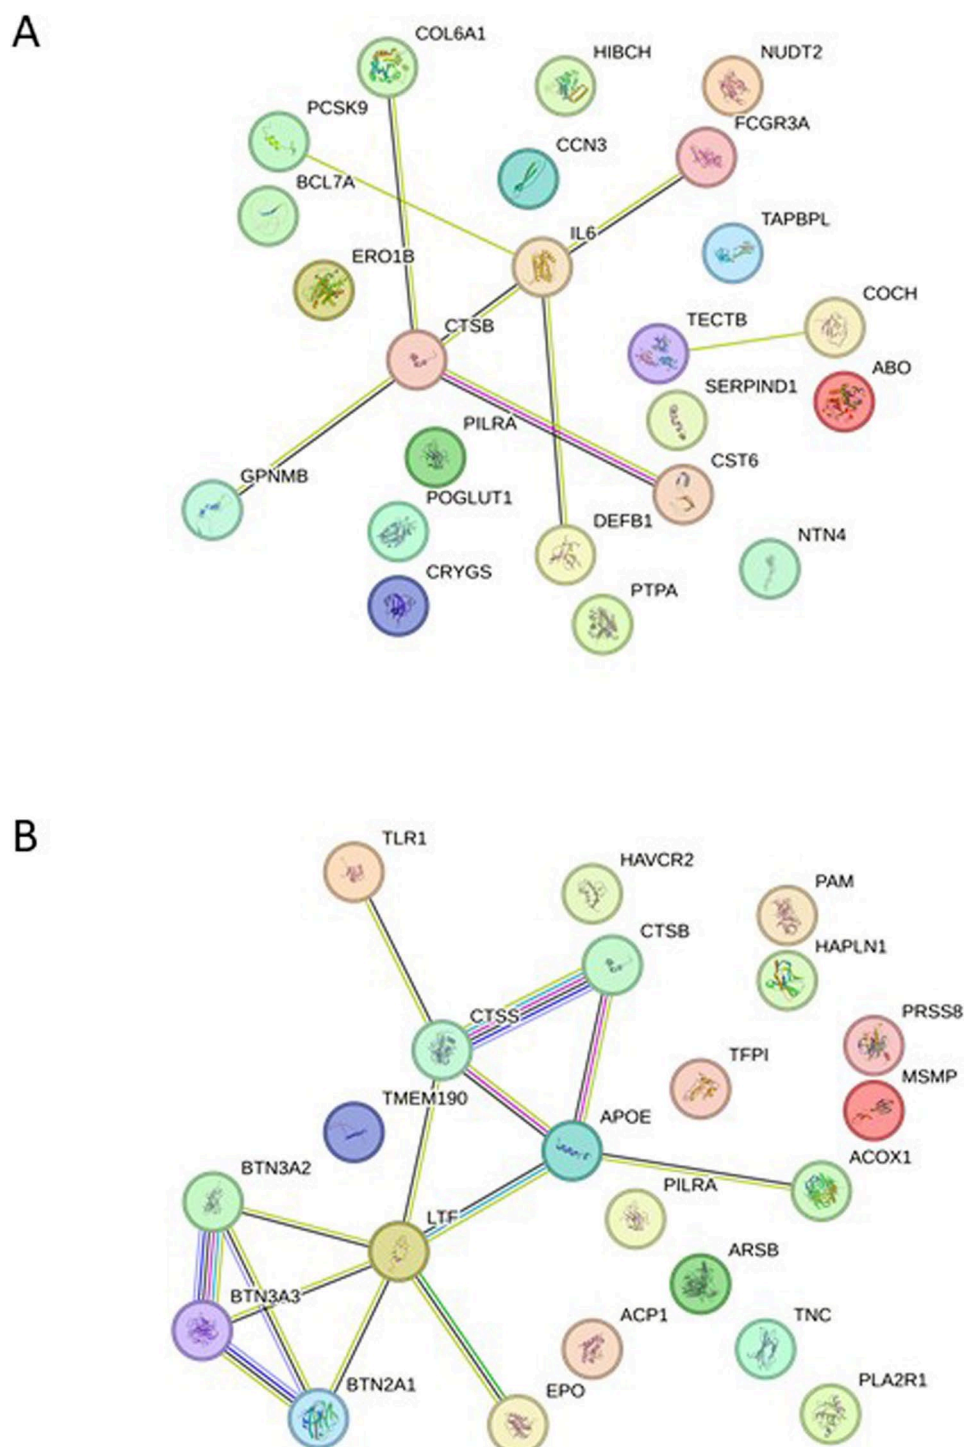 A
COL6A1
HIBCH
NUDT2
PCSK9
FCGR3A
CCN3
BCL7A
TAPBPL
IL6
ERO1B
COCH
CTSB
TECTB
ABO
SERPIND1
PILRA
CST6
GPNMB
POGLUT1
DEFB1
NTN4
CRYGS
PTPA
B
TLR1
HAVCR2
PAM
CTSB
HAPLN1
CTSS
PRSS8
TFPI
MSMP
TMEM190
APOE
ACOX1
BTN3A2
PILRA
LTF
ARSB
BTN3A3
ACP1
TNC
BTN2A1
EPO
PLA2R1